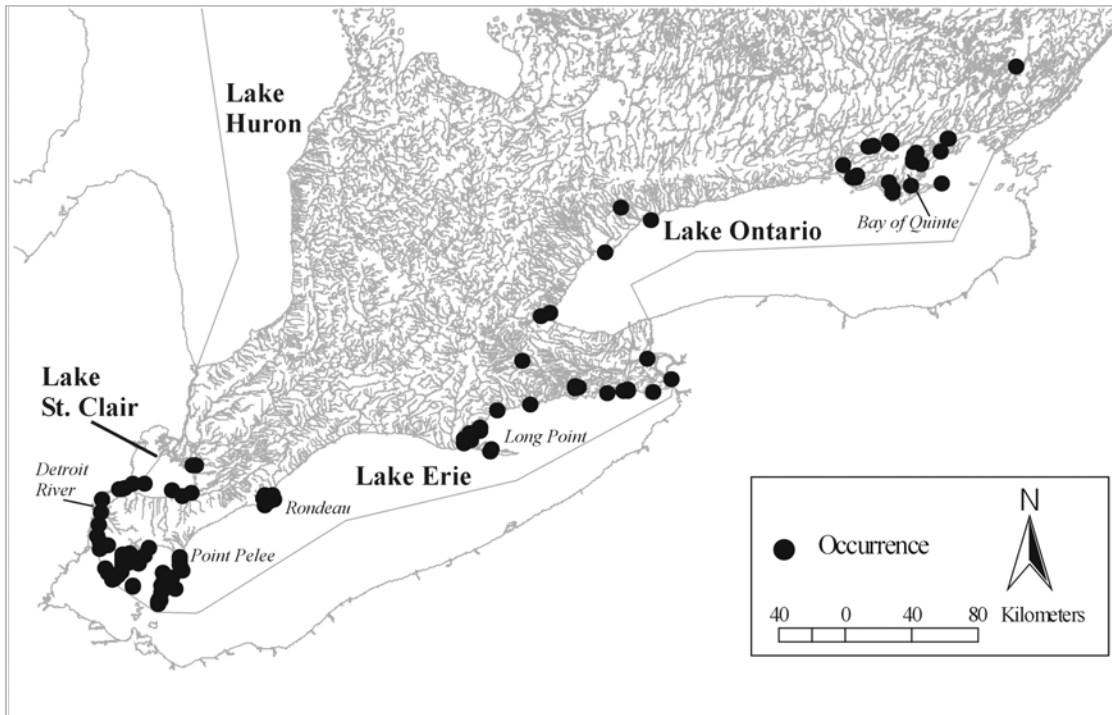 Lake
Huron
Lake Ontario
Bay of Quinte
Lake
St. Clair
Detroit
River
Long Point
Lake Erie
Rondeau
Point Pelee
N
Occurrence
40 0 40 80
Kilometers